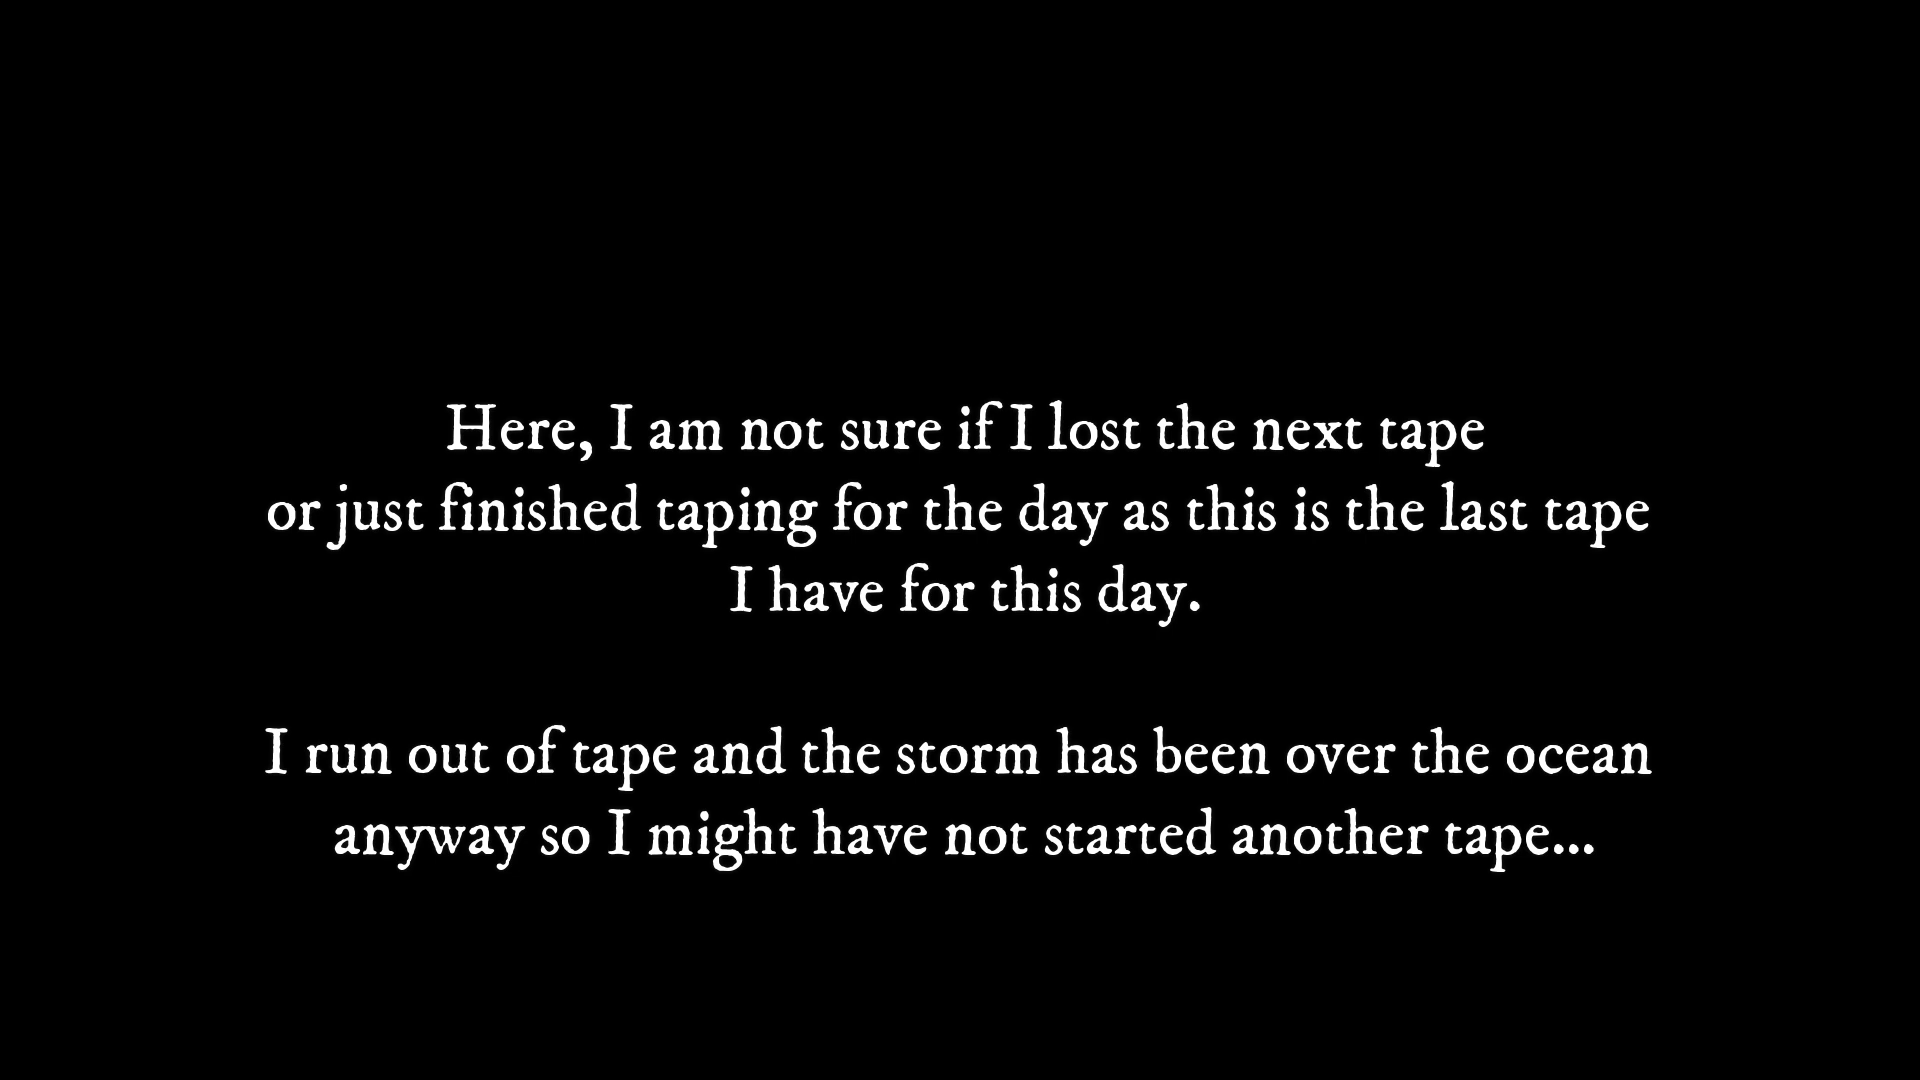 Here, I am not sure if I lost the next tape
or just finished taping for the day as this is the last tape
I have for this day.
I run out of tape and the storm has been over the ocean
anyway so I might have not started another tape...